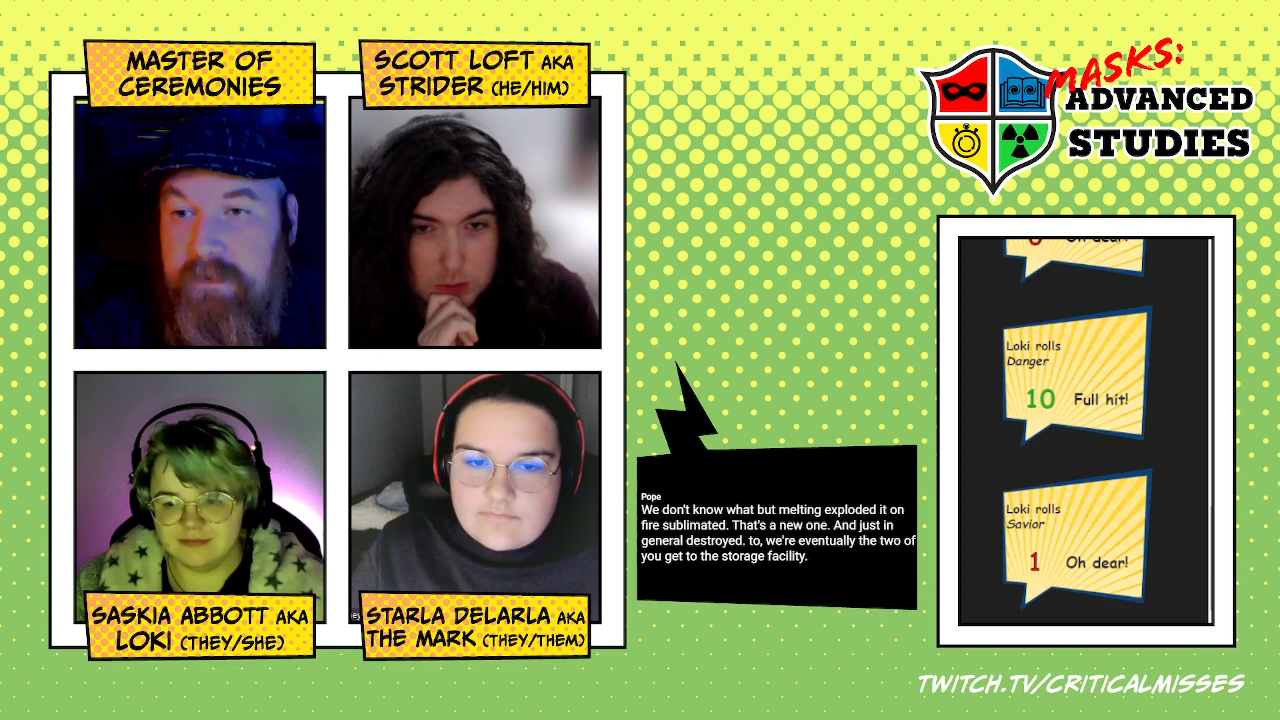 MASTER OF
CEREMONIES
SCOTT LOFT AKA
STRIDER (HE/HIM)
SASKIA ABBOTT AKA
LOKI (THEY/SHE)
STARLA DELARLA AKA
THE MARK (THEY/THEM)
Pope
We don't know what but melting exploded it on
fire sublimated. That's a new one. And just in
general destroyed. to, we're eventually the two of
you get to the storage facility.
MASKS:
ADVANCED
STUDIES
Oh dear!
Loki rolls
Danger
10 Full hit!
Loki rolls
Savior
1 Oh dear!
TWITCH.TV/CRITICALMISSES